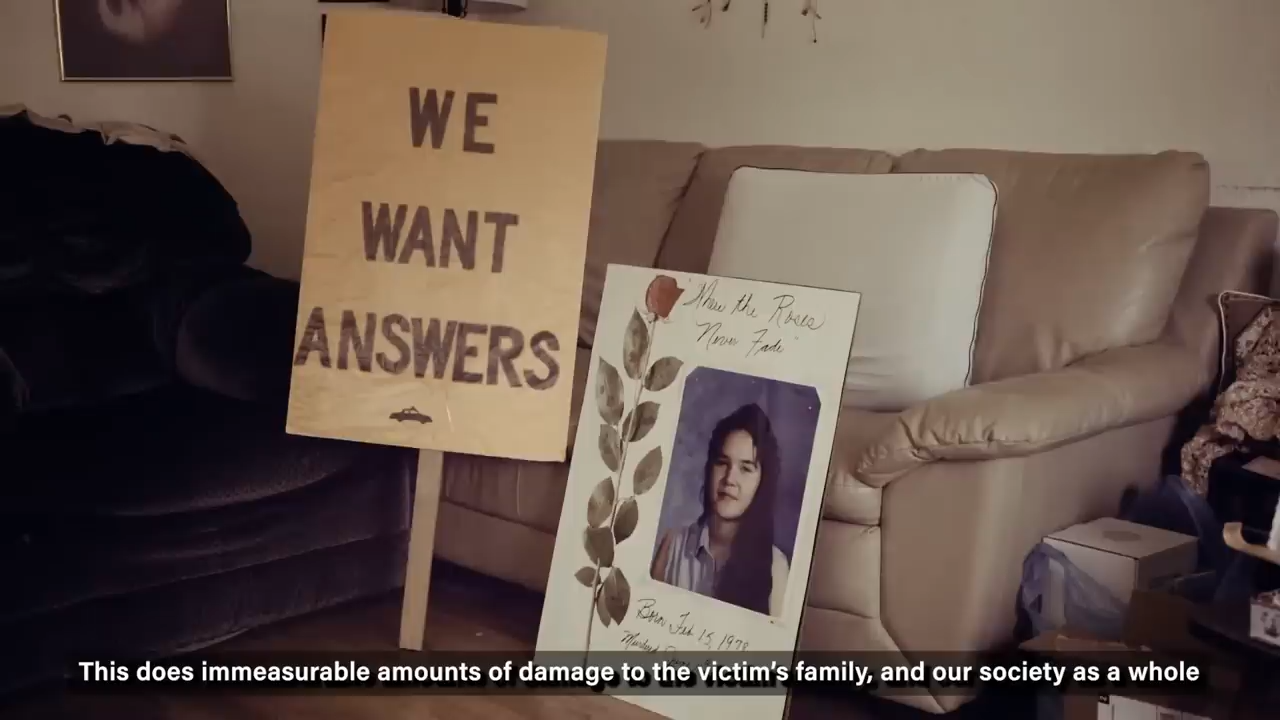 WE
WANT
ANSWERS
"Where the Roses
Never Fade"
Born Feb 15, 1978
This does immeasurable amounts of damage to the victim's family, and our society as a whole